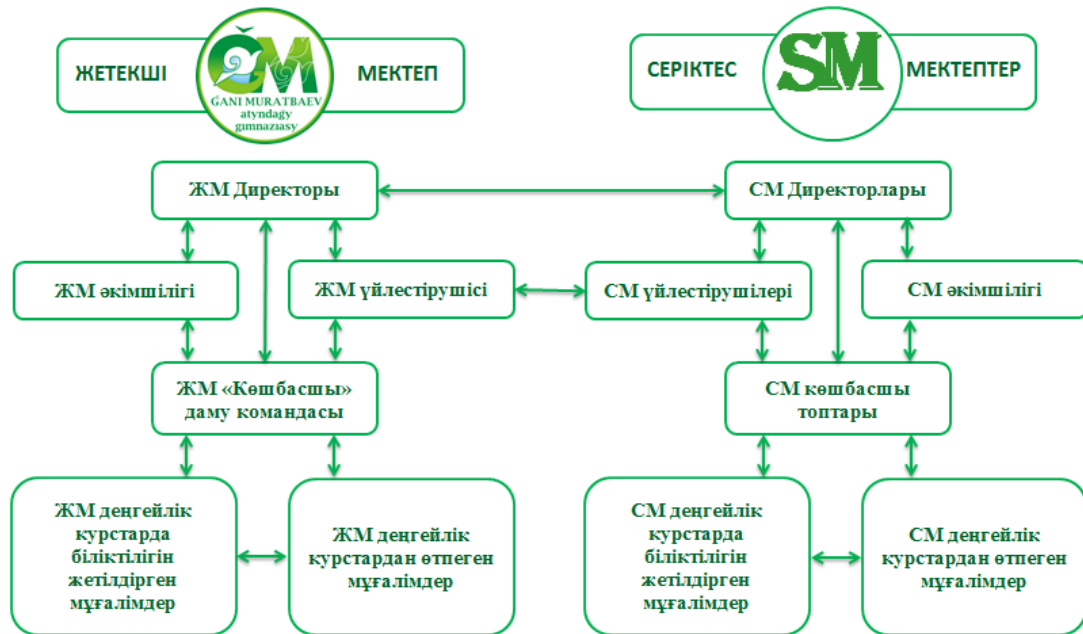 ЖЕТЕКШІ
ĞM
GANI MURATBAEV
atyndağy
gımnazıasy
МЕКТЕП
СЕРІКТЕС
SM
МЕКТЕПТЕР
ЖМ Директоры
СМ Директорлары
ЖМ әкімшілігі
ЖМ үйлестірушісі
СМ үйлестірушілері
СМ әкімшілігі
ЖМ «Көшбасшы»
даму командасы
СМ көшбасшы
топтары
ЖМ деңгейлік
курстарда
біліктілігін
жетілдірген
мұғалімдер
ЖМ деңгейлік
курстардан өтпеген
мұғалімдер
СМ деңгейлік
курстарда
біліктілігін
жетілдірген
мұғалімдер
СМ деңгейлік
курстардан өтпеген
мұғалімдер